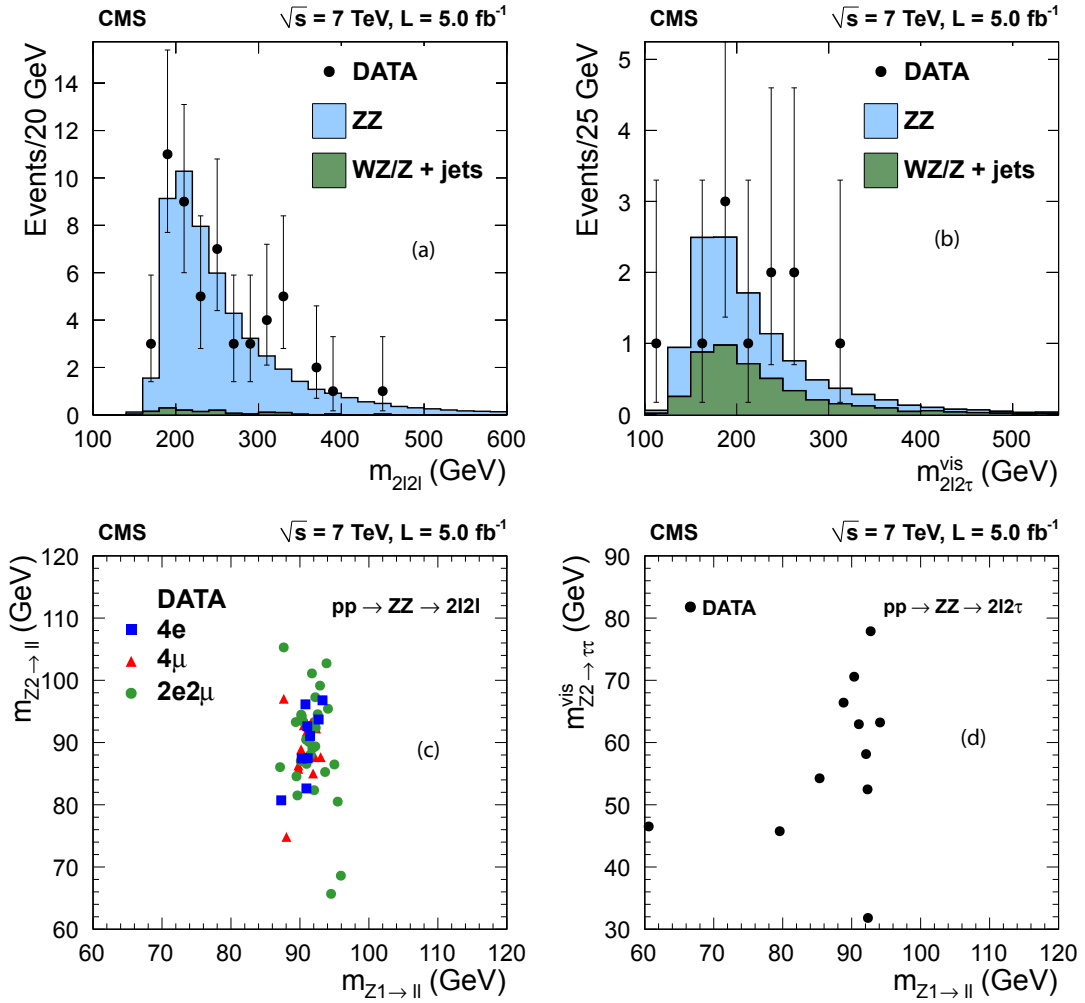 CMS √s = 7 TeV, L = 5.0 fb⁻¹
Events/20 GeV
14
12
10
8
6
4
2
0
DATA
ZZ
WZ/Z + jets
(a)
100 200 300 400 500 600
m₂ₗ₂ₗ (GeV)
CMS √s = 7 TeV, L = 5.0 fb⁻¹
Events/25 GeV
5
4
3
2
1
0
DATA
ZZ
WZ/Z + jets
(b)
100 200 300 400 500
m^vis_2l2τ (GeV)
CMS √s = 7 TeV, L = 5.0 fb⁻¹
m_Z2→ll (GeV)
120
110
100
90
80
70
60
pp → ZZ → 2l2l
DATA
4e
4μ
2e2μ
(c)
60 70 80 90 100 110 120
m_Z1→ll (GeV)
CMS √s = 7 TeV, L = 5.0 fb⁻¹
m^vis_Z2→ττ (GeV)
90
80
70
60
50
40
30
DATA
pp → ZZ → 2l2τ
(d)
60 70 80 90 100 110 120
m_Z1→ll (GeV)